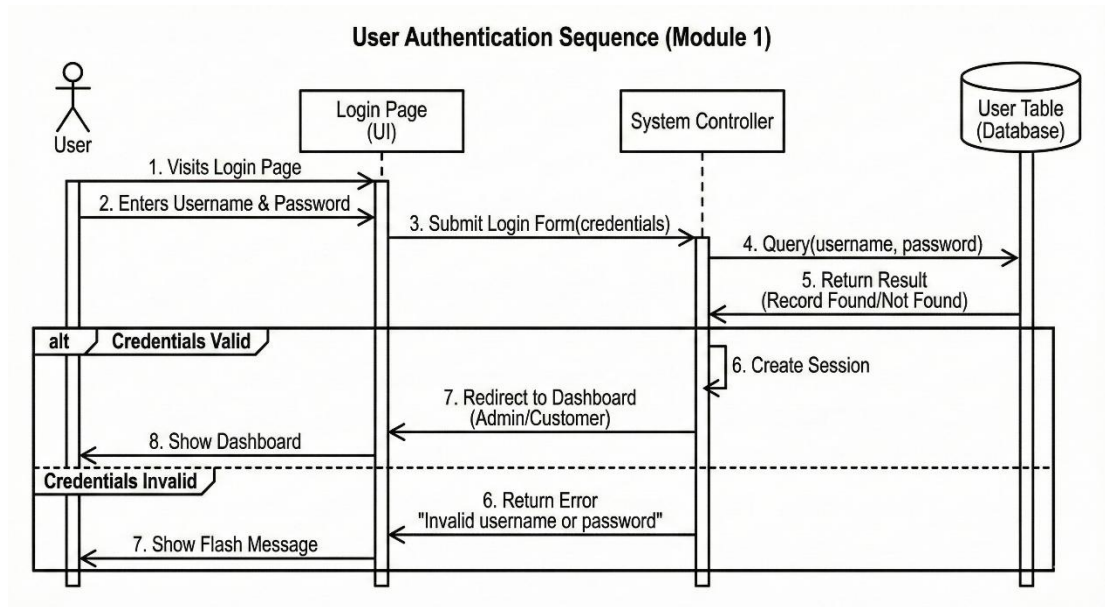 User Authentication Sequence (Module 1)
User
Login Page
(UI)
System Controller
User Table
(Database)
1. Visits Login Page
2. Enters Username & Password
3. Submit Login Form(credentials)
4. Query(username, password)
5. Return Result
(Record Found/Not Found)
alt
Credentials Valid
6. Create Session
7. Redirect to Dashboard
(Admin/Customer)
8. Show Dashboard
Credentials Invalid
6. Return Error
"Invalid username or password"
7. Show Flash Message